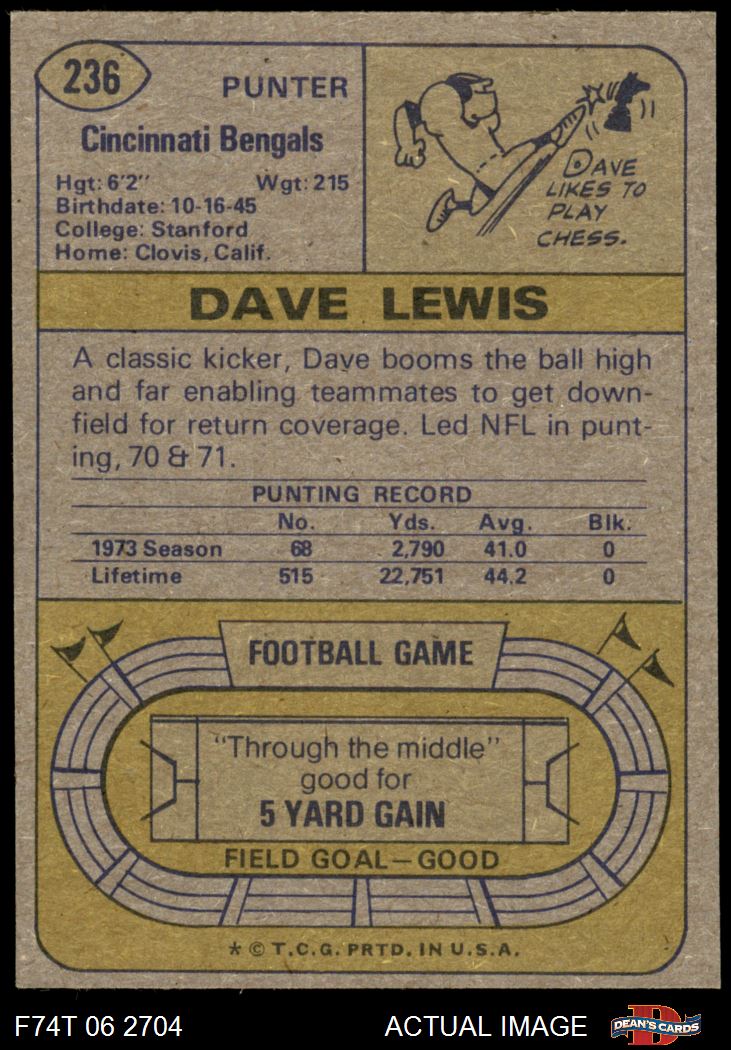 236
PUNTER
Cincinnati Bengals
Hgt: 6'2" Wgt: 215
Birthdate: 10-16-45
College: Stanford
Home: Clovis, Calif.
DAVE
LIKES TO
PLAY
CHESS.
DAVE LEWIS
A classic kicker, Dave booms the ball high
and far enabling teammates to get down-
field for return coverage. Led NFL in punt-
ing, 70 & 71.
PUNTING RECORD
No. Yds. Avg. Blk.
1973 Season 68 2,790 41.0 0
Lifetime 515 22,751 44.2 0
FOOTBALL GAME
"Through the middle"
good for
5 YARD GAIN
FIELD GOAL—GOOD
* © T.C.G. PRTD. IN U.S.A.
F74T 06 2704 ACTUAL IMAGE
D
DEAN'S CARDS